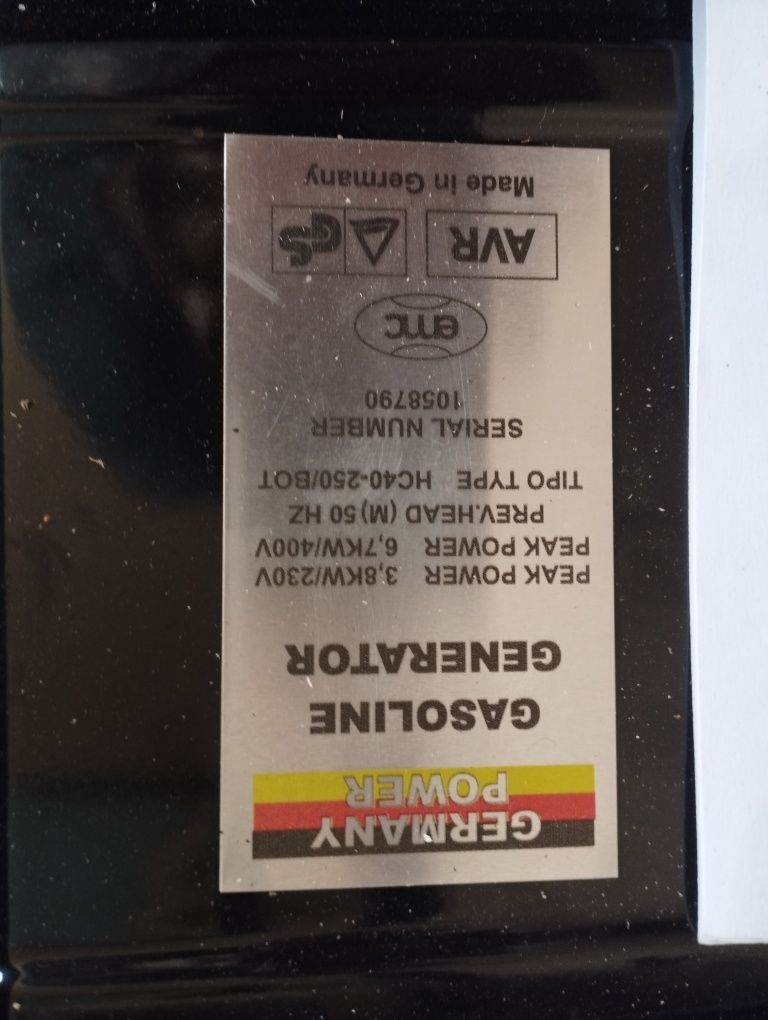 GERMANY
POWER
GASOLINE
GENERATOR
PEAK POWER 3,8KW/230V
PEAK POWER 6,7KW/400V
PREV.HEAD (M) 50 HZ
TIPO TYPE HC40-250/BOT
SERIAL NUMBER
1058790
emc
AVR GS
Made in Germany